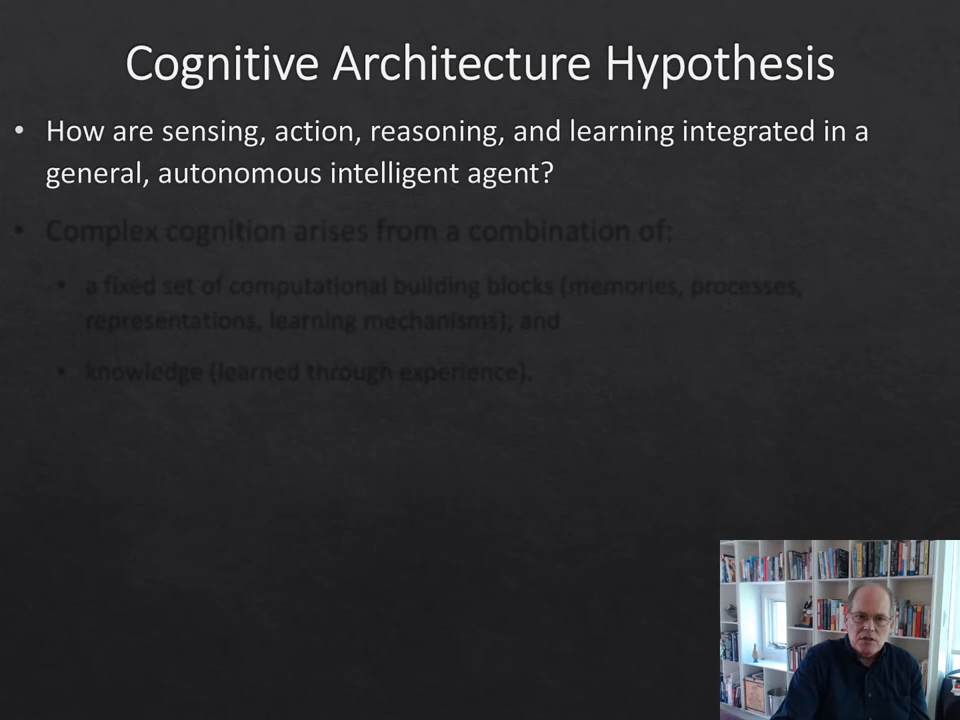 Cognitive Architecture Hypothesis
• How are sensing, action, reasoning, and learning integrated in a
general, autonomous intelligent agent?
• Complex cognition arises from a combination of:
• a fixed set of computational building blocks (memories, processes,
representations, learning mechanisms); and
• knowledge (learned through experience).